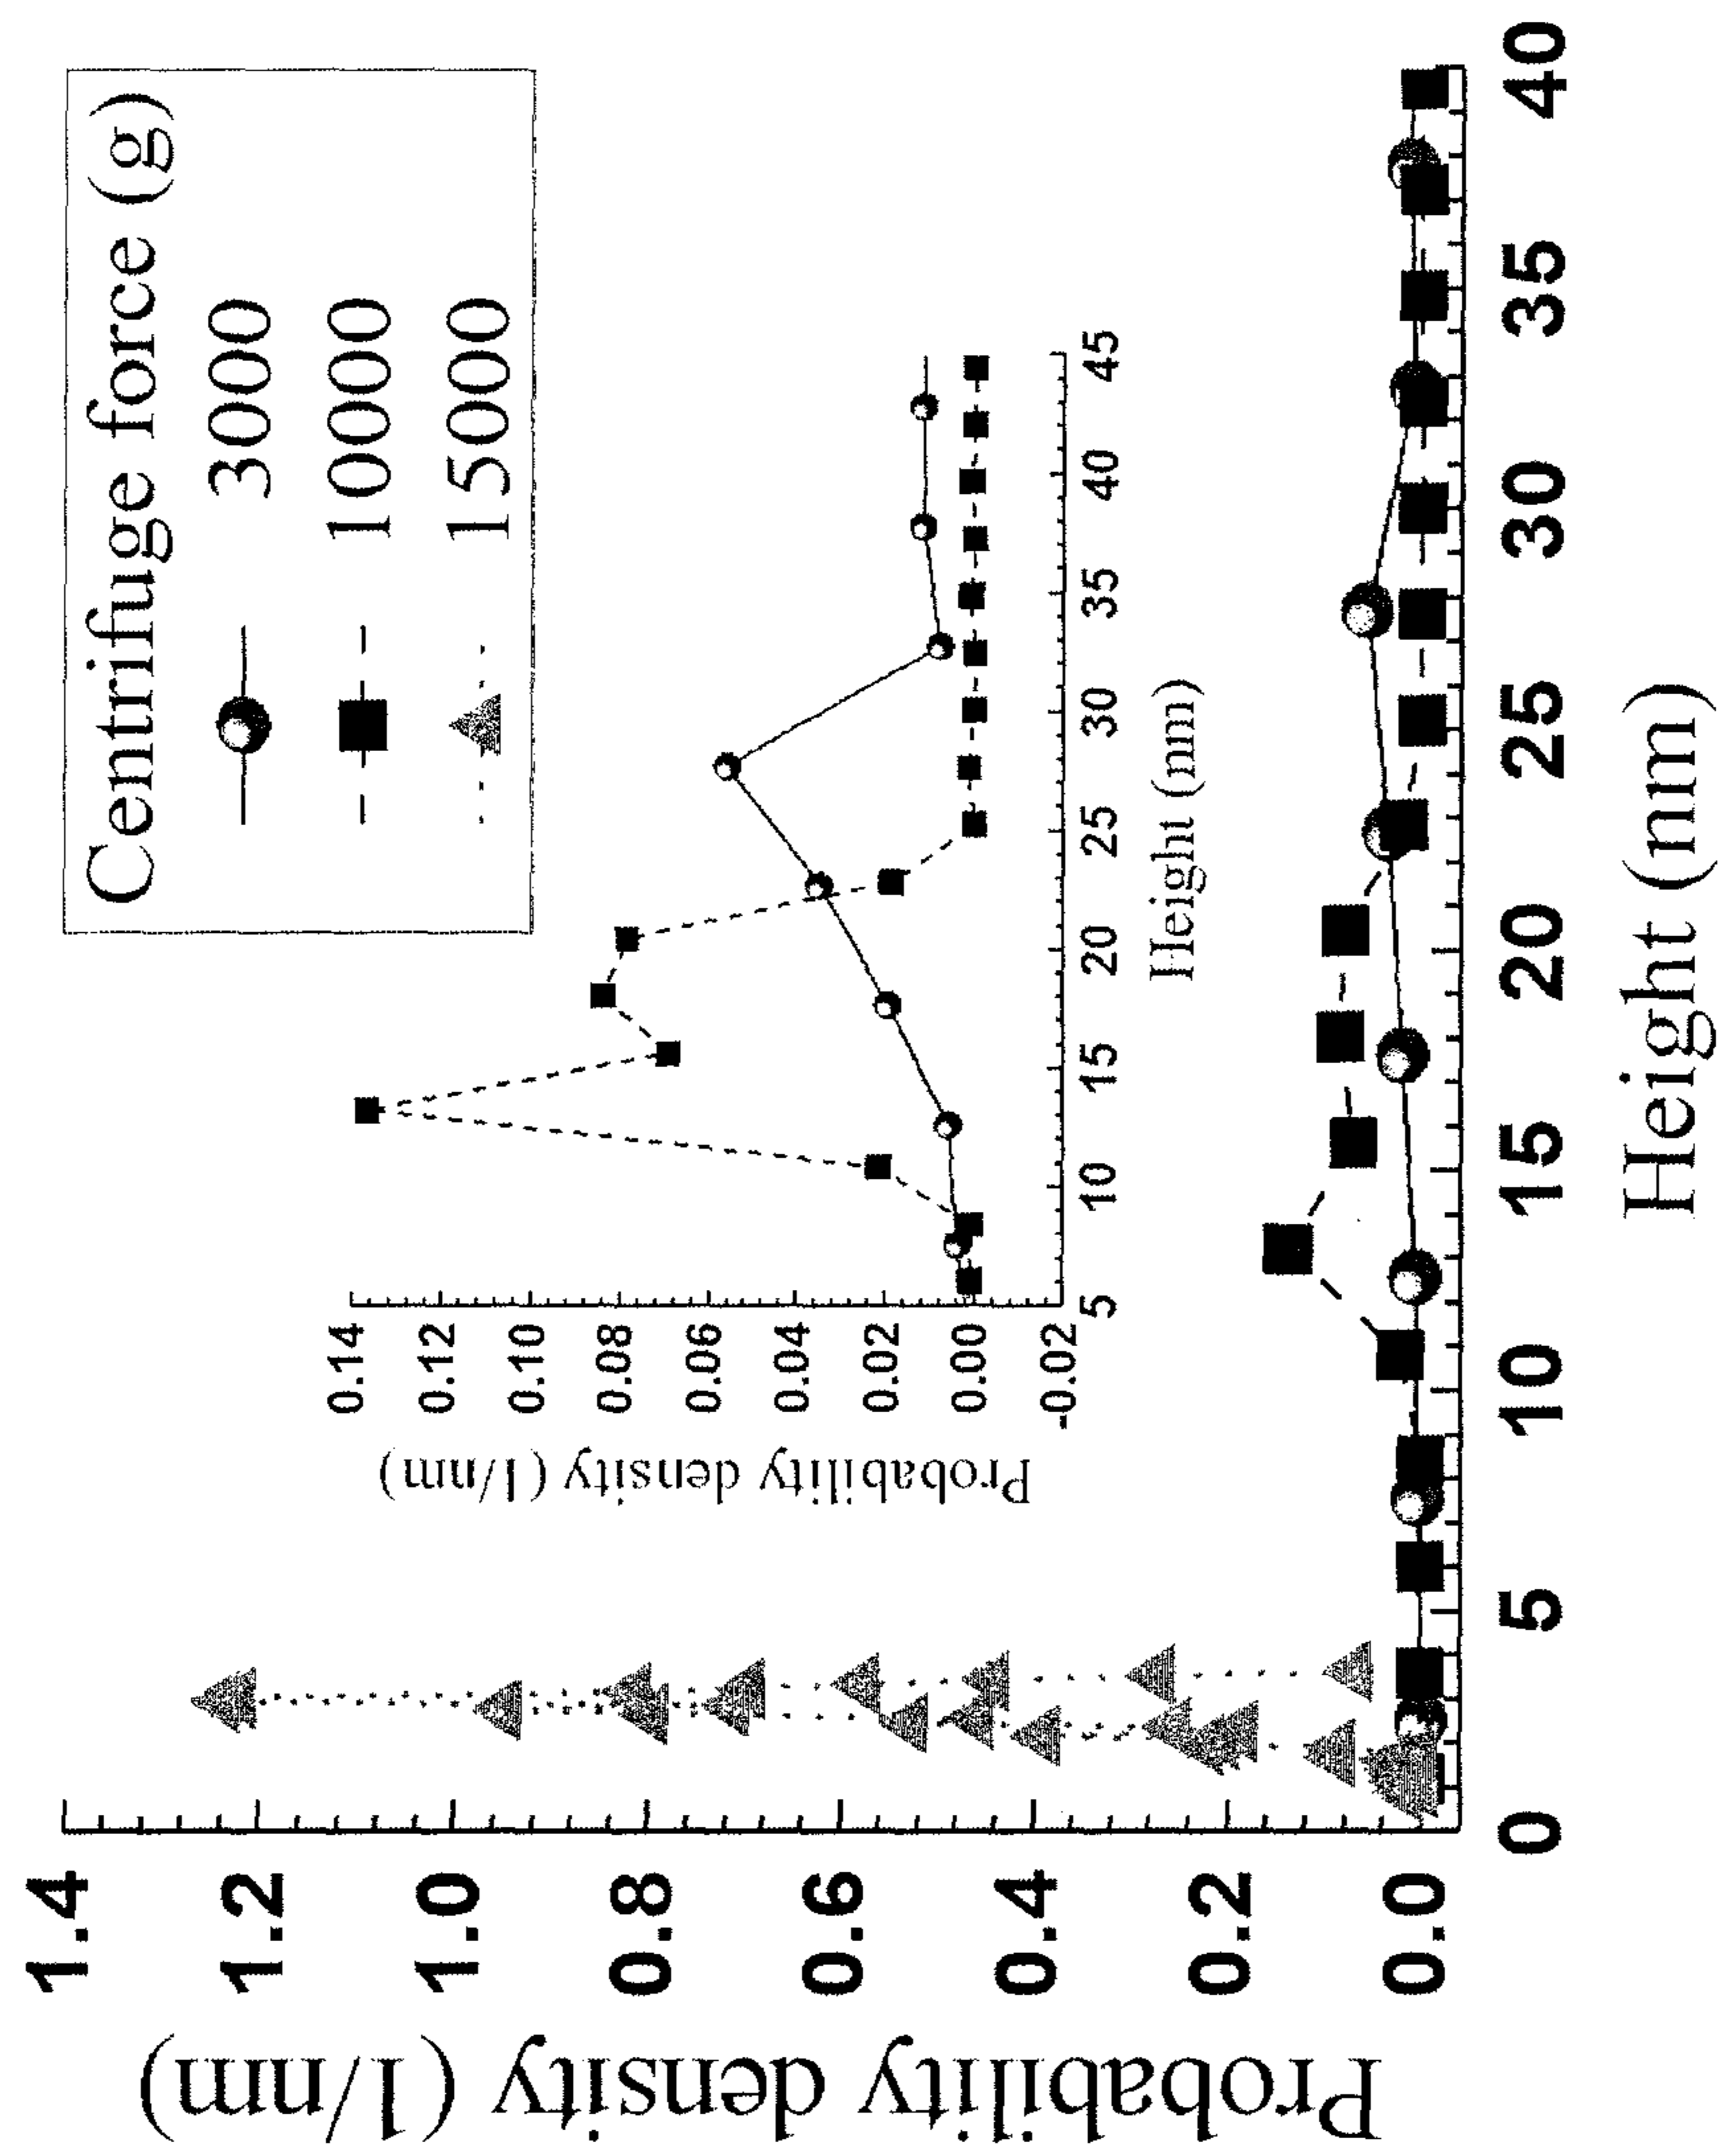 Centrifuge force (g)
3000
10000
15000
Probability density (1/nm)
1.4
1.2
1.0
0.8
0.6
0.4
0.2
0.0
0 5 10 15 20 25 30 35 40
Height (nm)
Probability density (1/nm)
0.14
0.12
0.10
0.08
0.06
0.04
0.02
0.00
-0.02
5 10 15 20 25 30 35 40 45
Height (nm)